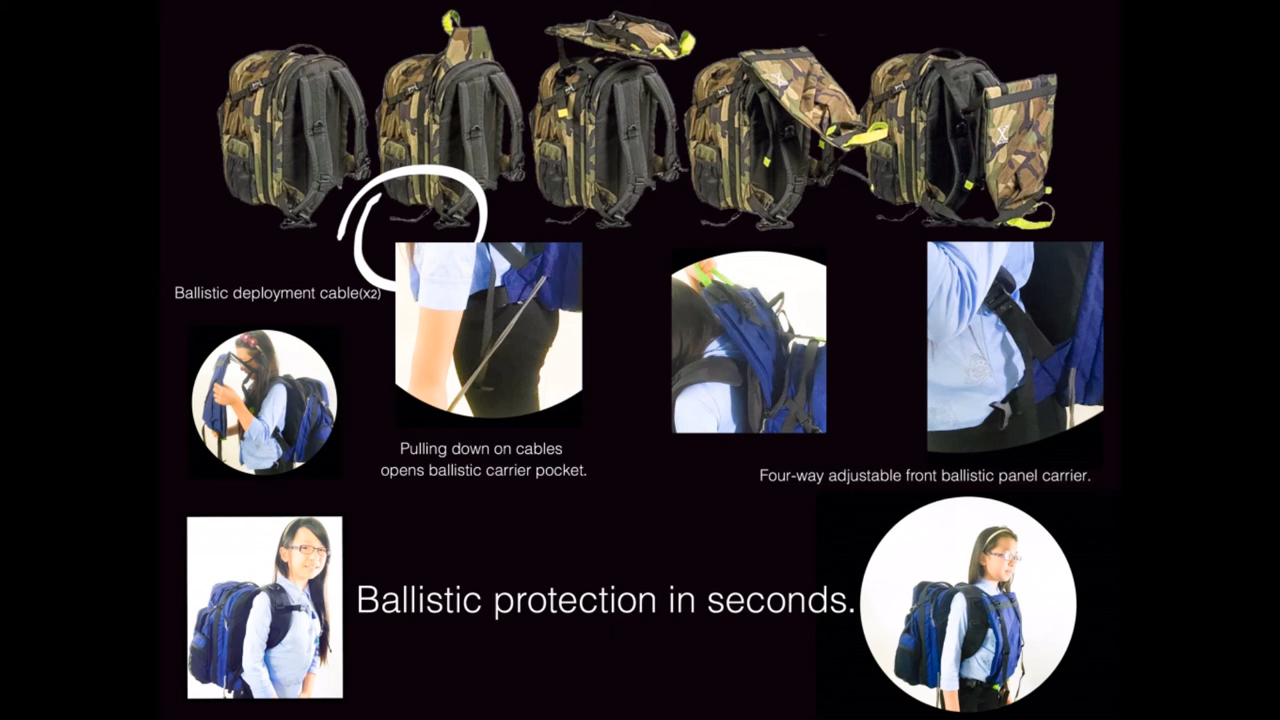 Ballistic deployment cable(x2)
Pulling down on cables
opens ballistic carrier pocket.
Four-way adjustable front ballistic panel carrier.
Ballistic protection in seconds.